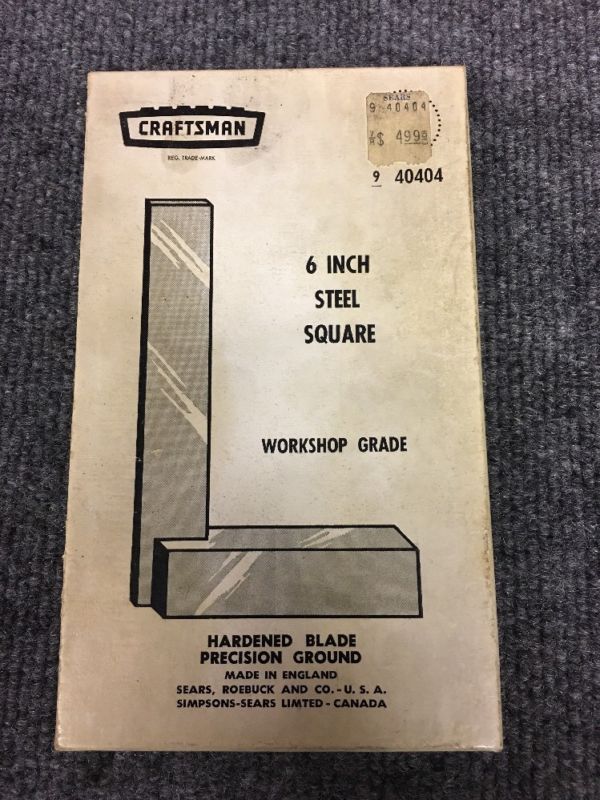 CRAFTSMAN
REG. TRADE-MARK
SEARS
9 40404
$ 4999
9 40404
6 INCH
STEEL
SQUARE
WORKSHOP GRADE
HARDENED BLADE
PRECISION GROUND
MADE IN ENGLAND
SEARS, ROEBUCK AND CO. - U. S. A.
SIMPSONS-SEARS LIMTED - CANADA